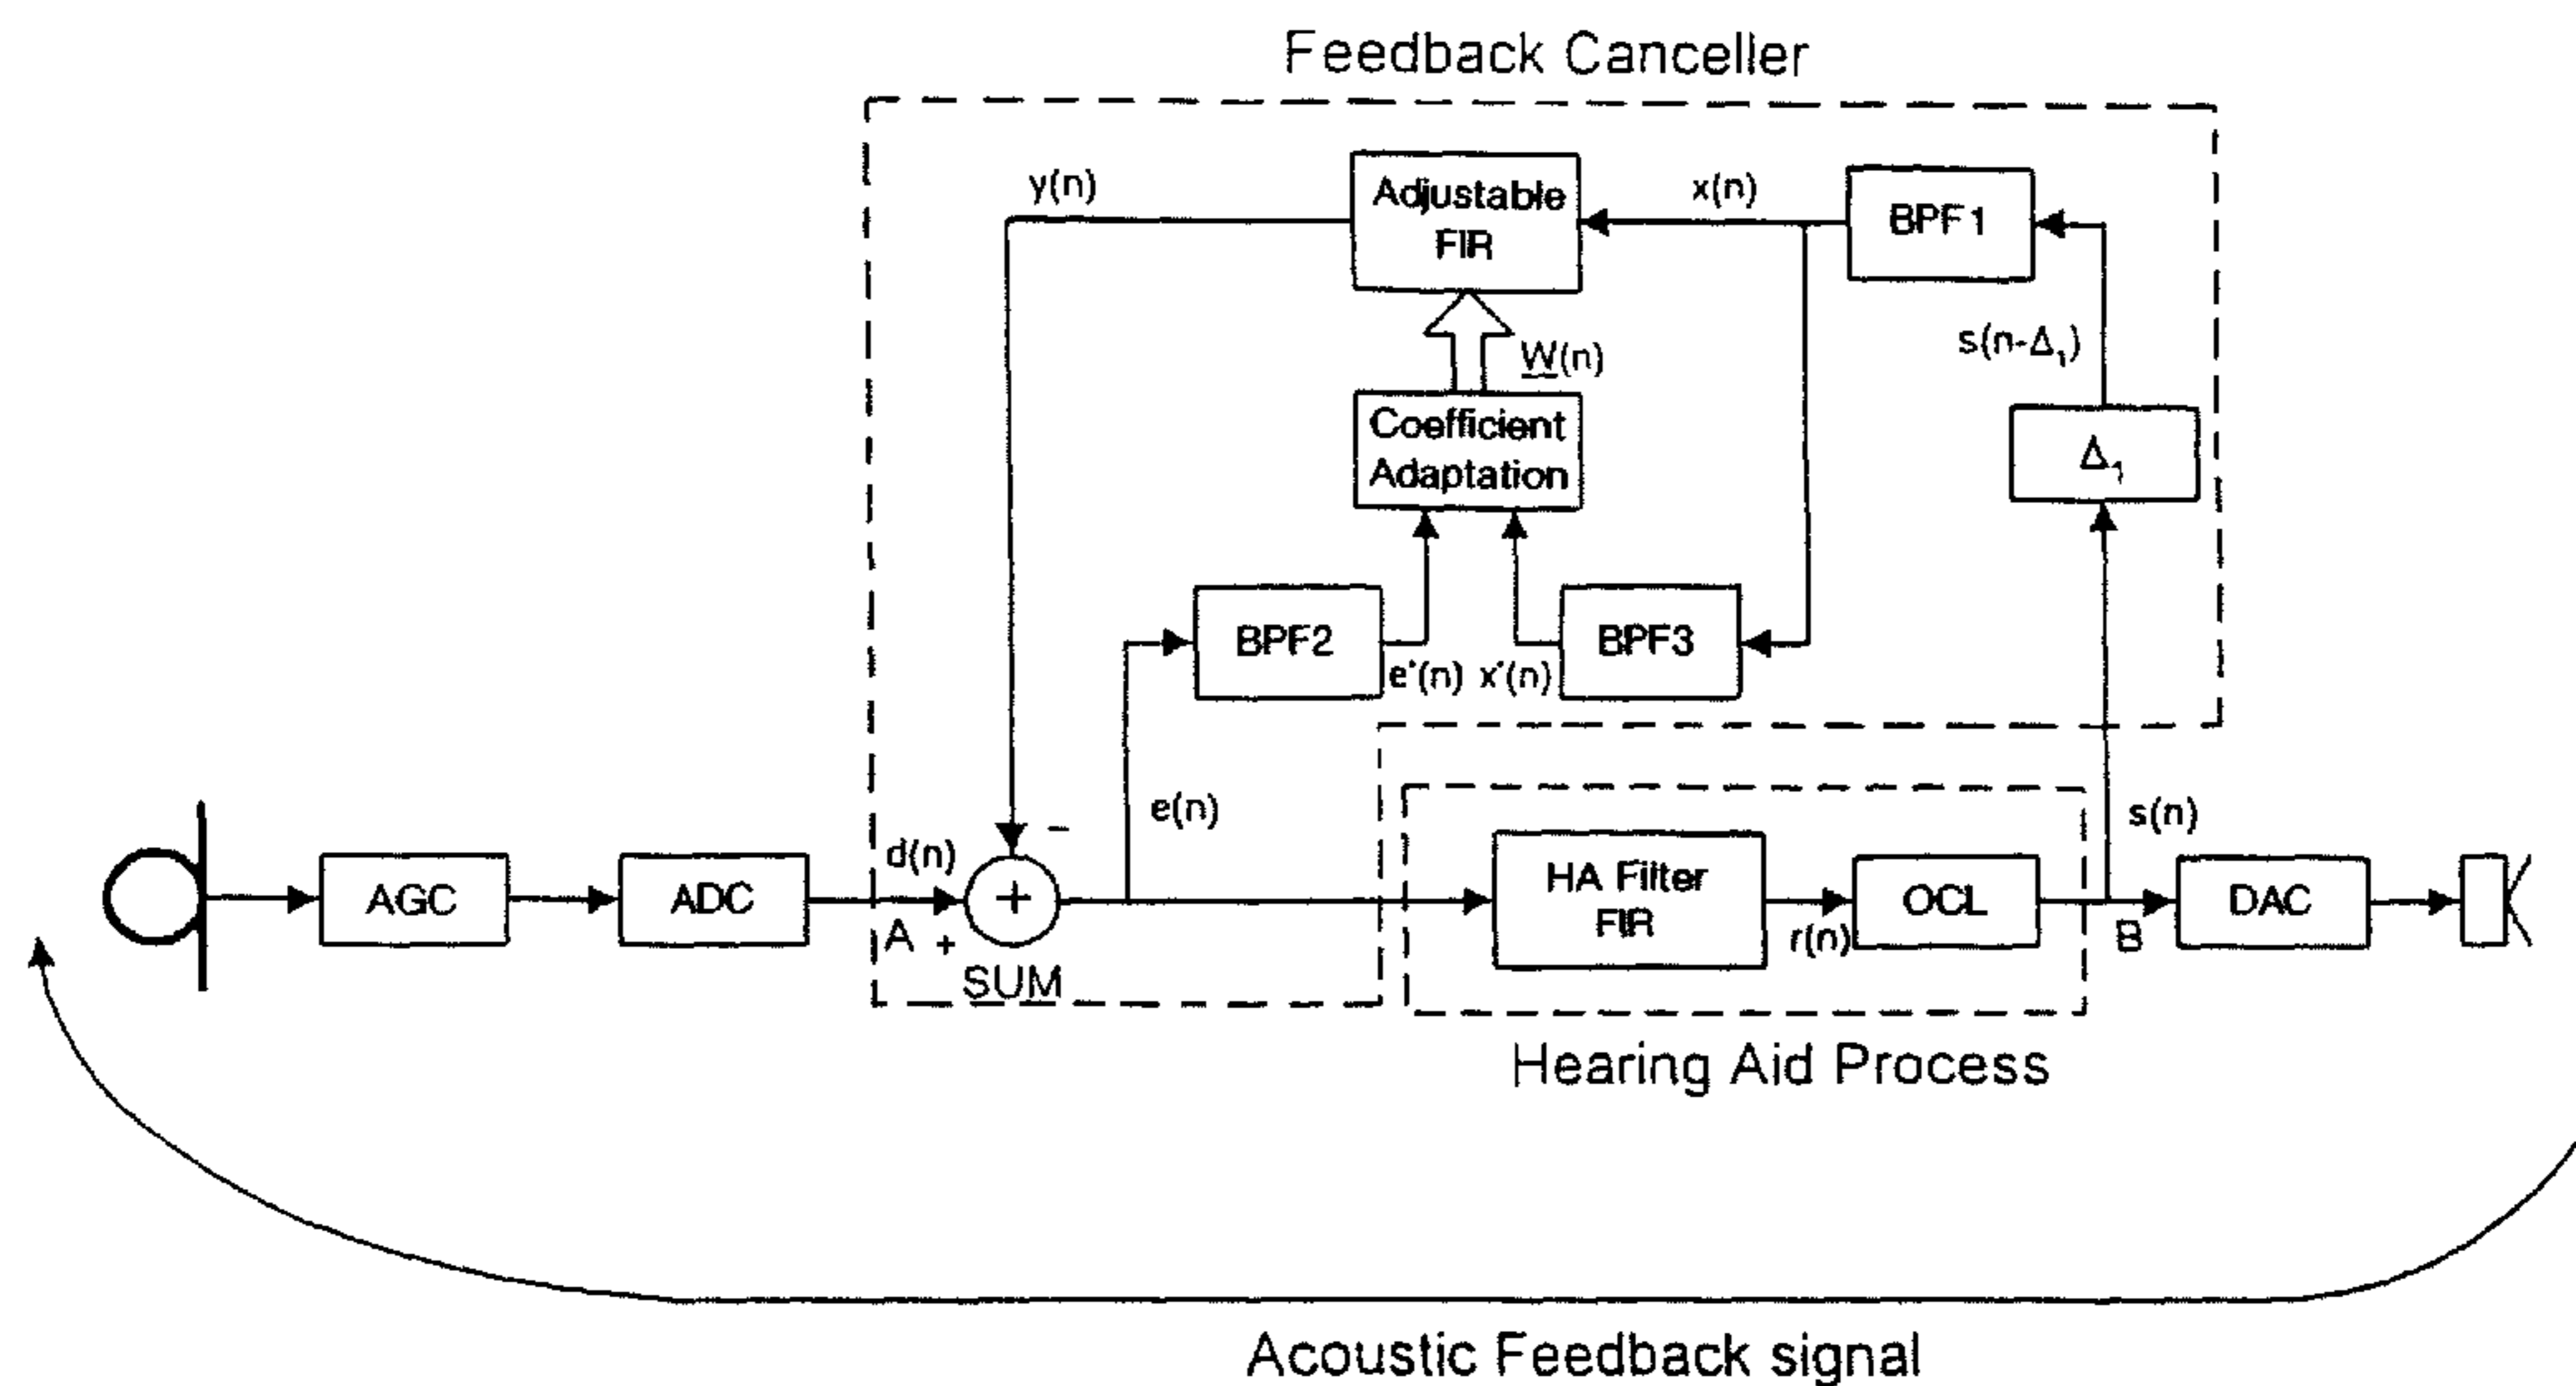 Feedback Canceller
y(n)
Adjustable
FIR
x(n)
BPF1
W(n)
s(n-Δ₁)
Coefficient
Adaptation
Δ₁
BPF2
e'(n)
x'(n)
BPF3
e(n)
s(n)
AGC
ADC
d(n)
A
+
-
+
SUM
HA Filter
FIR
r(n)
OCL
B
DAC
Hearing Aid Process
Acoustic Feedback signal